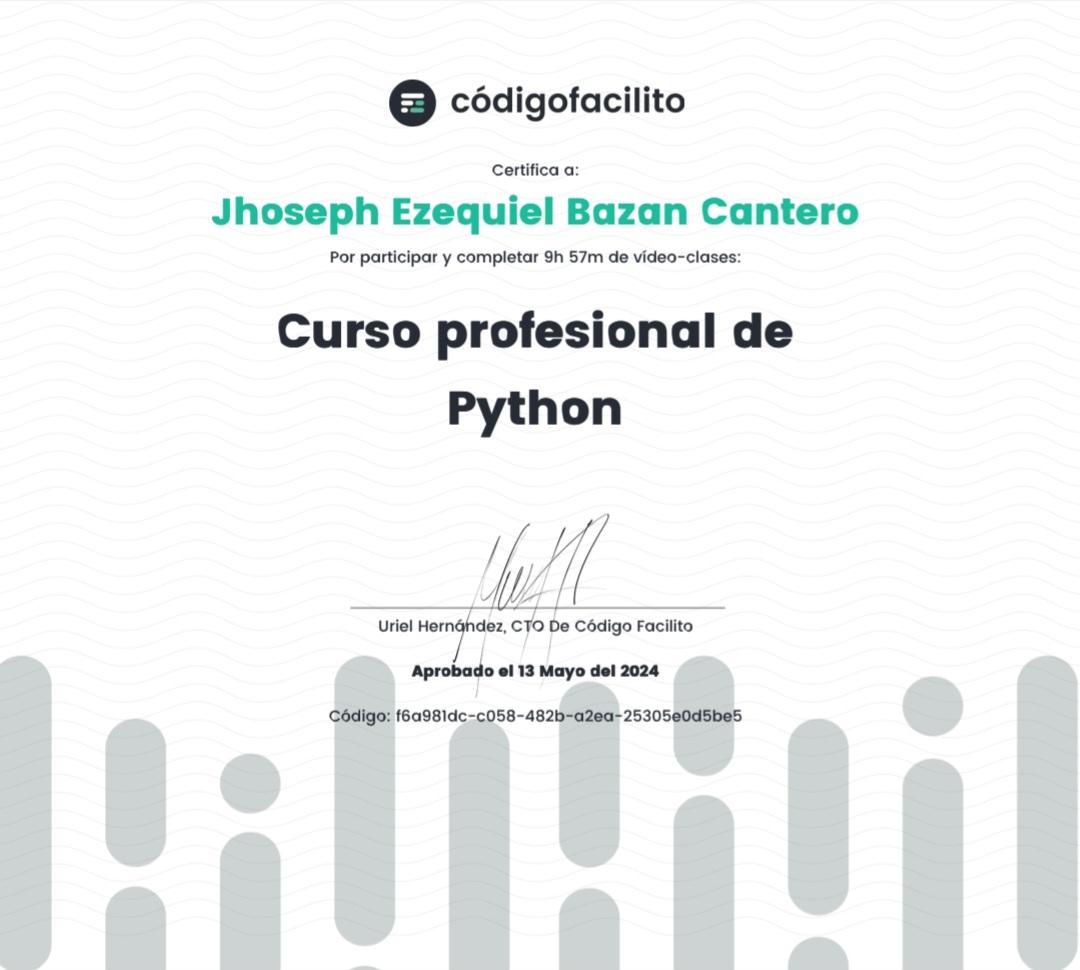 códigofacilito
Certifica a:
Jhoseph Ezequiel Bazan Cantero
Por participar y completar 9h 57m de vídeo-clases:
Curso profesional de
Python
Uriel Hernández, CTO De Código Facilito
Aprobado el 13 Mayo del 2024
Código: f6a981dc-c058-482b-a2ea-25305e0d5be5